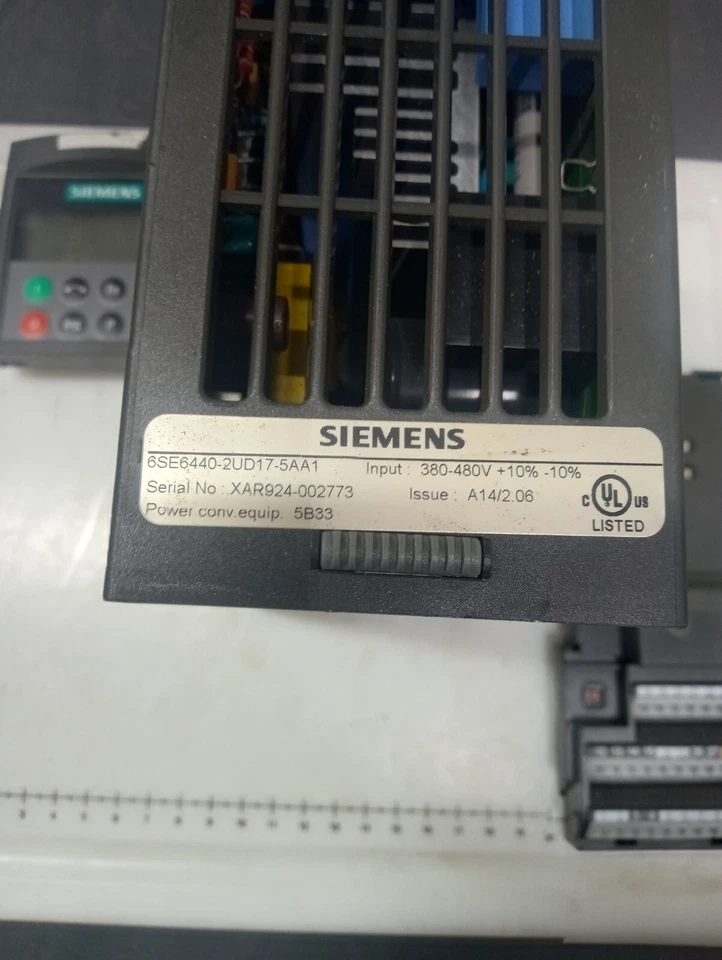 SIEMENS
SIEMENS
6SE6440-2UD17-5AA1 Input : 380-480V +10% -10%
Serial No : XAR924-002773 Issue : A14/2.06
Power conv.equip. 5B33
C UL US
LISTED